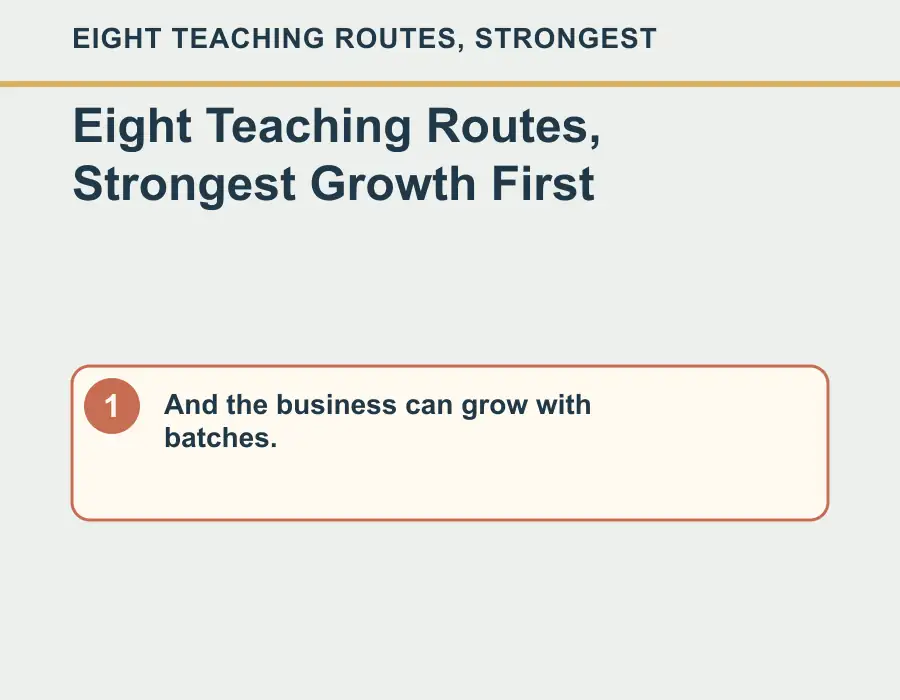 EIGHT TEACHING ROUTES, STRONGEST
Eight Teaching Routes,
Strongest Growth First
1
And the business can grow with
batches.